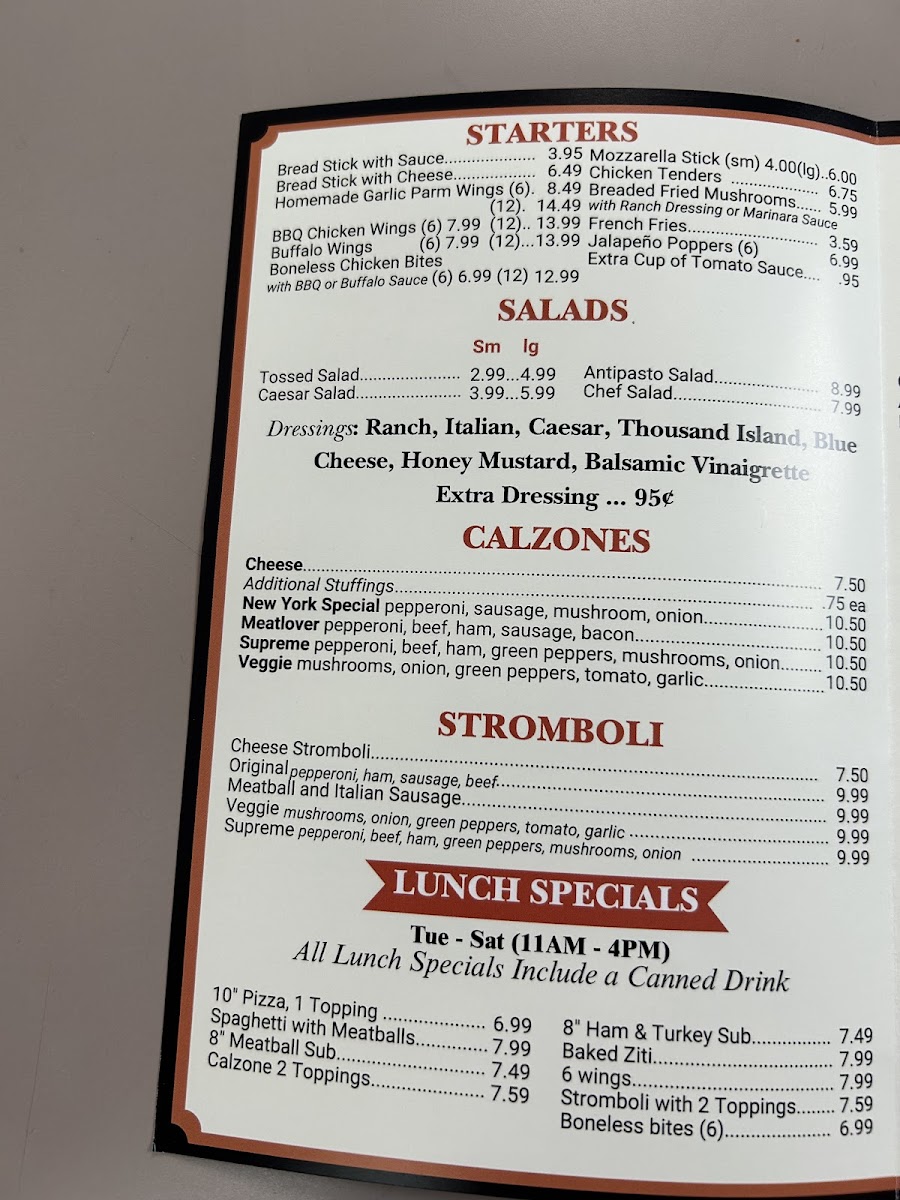 STARTERS
Bread Stick with Sauce.................... 3.95
Bread Stick with Cheese.................. 6.49
Homemade Garlic Parm Wings (6). 8.49
(12). 14.49
BBQ Chicken Wings (6) 7.99 (12).. 13.99
Buffalo Wings (6) 7.99 (12)...13.99
Boneless Chicken Bites
with BBQ or Buffalo Sauce (6) 6.99 (12) 12.99
Mozzarella Stick (sm) 4.00(lg)..6.00
Chicken Tenders ................... 6.75
Breaded Fried Mushrooms...... 5.99
with Ranch Dressing or Marinara Sauce
French Fries............................. 3.59
Jalapeño Poppers (6) 6.99
Extra Cup of Tomato Sauce.... .95
SALADS
Sm lg
Tossed Salad...................... 2.99...4.99
Caesar Salad....................... 3.99...5.99
Antipasto Salad....................... 8.99
Chef Salad................................ 7.99
Dressings: Ranch, Italian, Caesar, Thousand Island, Blue
Cheese, Honey Mustard, Balsamic Vinaigrette
Extra Dressing ... 95¢
CALZONES
Cheese.................................................. 7.50
Additional Stuffings.................................................. .75 ea
New York Special pepperoni, sausage, mushroom, onion.........................10.50
Meatlover pepperoni, beef, ham, sausage, bacon........................................ 10.50
Supreme pepperoni, beef, ham, green peppers, mushrooms, onion........ 10.50
Veggie mushrooms, onion, green peppers, tomato, garlic..........................10.50
STROMBOLI
Cheese Stromboli.................................................. 7.50
Original pepperoni, ham, sausage, beef.................................................. 9.99
Meatball and Italian Sausage.................................................. 9.99
Veggie mushrooms, onion, green peppers, tomato, garlic ........................................ 9.99
Supreme pepperoni, beef, ham, green peppers, mushrooms, onion ............................. 9.99
LUNCH SPECIALS
Tue - Sat (11AM - 4PM)
All Lunch Specials Include a Canned Drink
10" Pizza, 1 Topping .................... 6.99
Spaghetti with Meatballs.............. 7.99
8" Meatball Sub............................. 7.49
Calzone 2 Toppings....................... 7.59
8" Ham & Turkey Sub................ 7.49
Baked Ziti.................................... 7.99
6 wings........................................ 7.99
Stromboli with 2 Toppings........ 7.59
Boneless bites (6)...................... 6.99